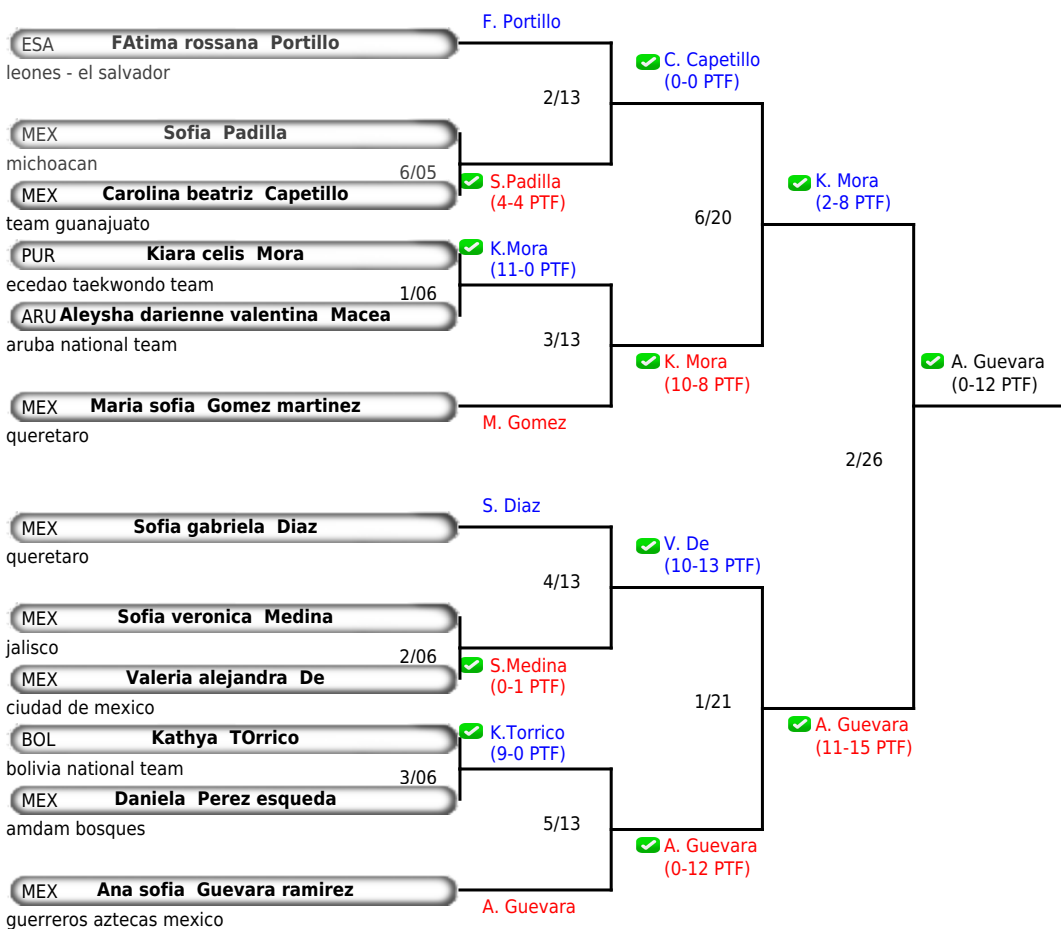 F. Portillo
ESA FAtima rossana Portillo
leones - el salvador
2/13
C. Capetillo
(0-0 PTF)
MEX Sofia Padilla
michoacan
6/05
S.Padilla
(4-4 PTF)
MEX Carolina beatriz Capetillo
team guanajuato
6/20
K. Mora
(2-8 PTF)
PUR Kiara celis Mora
ecedao taekwondo team
K.Mora
(11-0 PTF)
1/06
ARU Aleysha darienne valentina Macea
aruba national team
3/13
K. Mora
(10-8 PTF)
A. Guevara
(0-12 PTF)
MEX Maria sofia Gomez martinez
queretaro
M. Gomez
2/26
S. Diaz
MEX Sofia gabriela Diaz
queretaro
4/13
V. De
(10-13 PTF)
MEX Sofia veronica Medina
jalisco
2/06
S.Medina
(0-1 PTF)
MEX Valeria alejandra De
ciudad de mexico
1/21
A. Guevara
(11-15 PTF)
BOL Kathya TOrrico
bolivia national team
K.Torrico
(9-0 PTF)
3/06
MEX Daniela Perez esqueda
amdam bosques
5/13
A. Guevara
(0-12 PTF)
MEX Ana sofia Guevara ramirez
guerreros aztecas mexico
A. Guevara